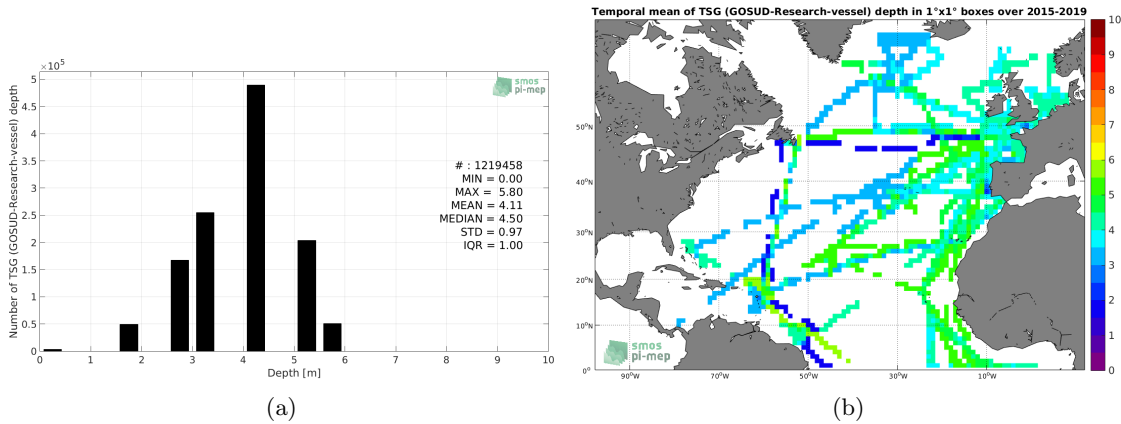 5 ×10⁵
4.5
4
3.5
3
2.5
2
1.5
1
0.5
0
Number of TSG (GOSUD-Research-vessel) depth
0 1 2 3 4 5 6 7 8 9 10
Depth [m]
smos
pi-mep
# : 1219458
MIN = 0.00
MAX = 5.80
MEAN = 4.11
MEDIAN = 4.50
STD = 0.97
IQR = 1.00
(a)
Temporal mean of TSG (GOSUD-Research-vessel) depth in 1°x1° boxes over 2015-2019
50°N
40°N
30°N
20°N
10°N
0°
90°W 70°W 50°W 30°W 10°W
smos
pi-mep
10
9
8
7
6
5
4
3
2
1
0
(b)